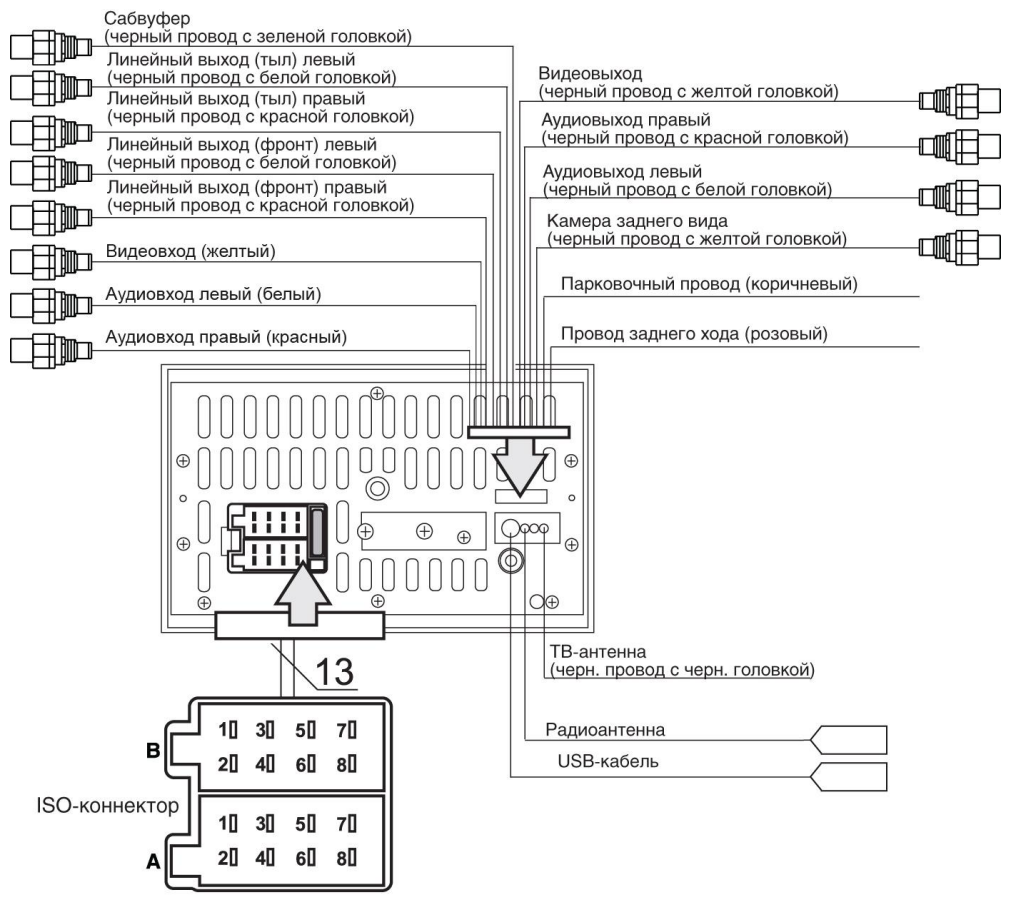 Сабвуфер
(черный провод с зеленой головкой)
Линейный выход (тыл) левый
(черный провод с белой головкой)
Линейный выход (тыл) правый
(черный провод с красной головкой)
Линейный выход (фронт) левый
(черный провод с белой головкой)
Линейный выход (фронт) правый
(черный провод с красной головкой)
Видеовход (желтый)
Аудиовход левый (белый)
Аудиовход правый (красный)
Видеовыход
(черный провод с желтой головкой)
Аудиовыход правый
(черный провод с красной головкой)
Аудиовыход левый
(черный провод с белой головкой)
Камера заднего вида
(черный провод с желтой головкой)
Парковочный провод (коричневый)
Провод заднего хода (розовый)
ТВ-антенна
(черн. провод с черн. головкой)
Радиоантенна
USB-кабель
13
1 3 5 7
B
2 4 6 8
ISO-коннектор
1 3 5 7
A
2 4 6 8